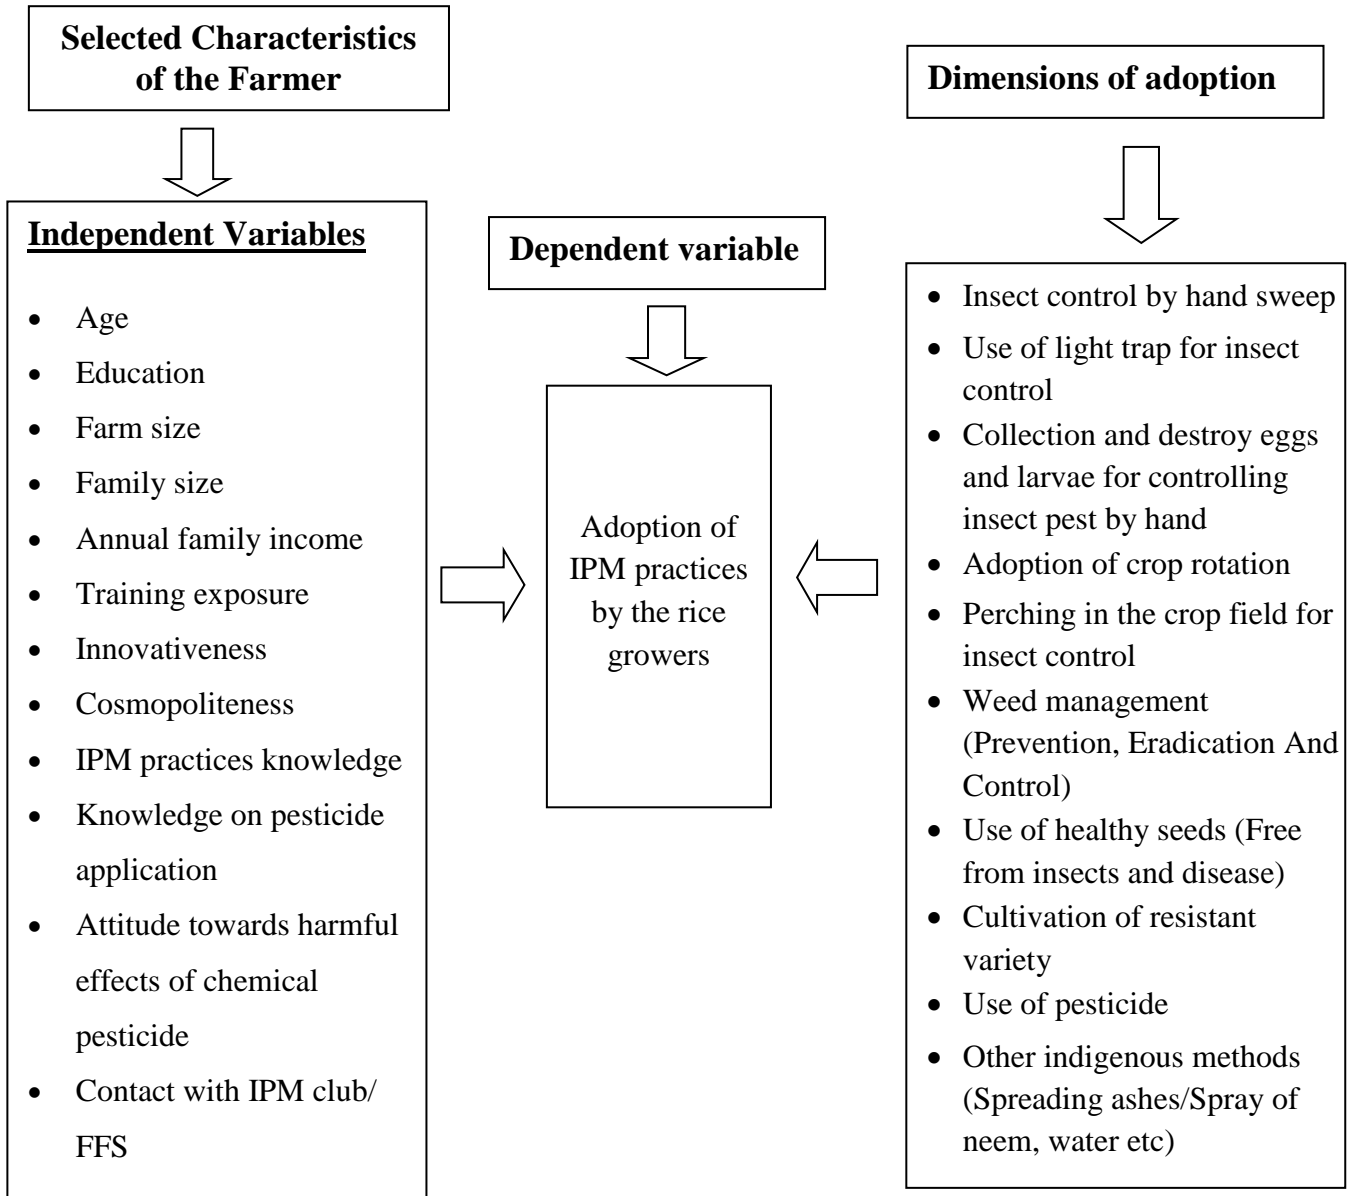 Selected Characteristics
of the Farmer
Independent Variables
• Age
• Education
• Farm size
• Family size
• Annual family income
• Training exposure
• Innovativeness
• Cosmopoliteness
• IPM practices knowledge
• Knowledge on pesticide
application
• Attitude towards harmful
effects of chemical
pesticide
• Contact with IPM club/
FFS
Dependent variable
Adoption of
IPM practices
by the rice
growers
Dimensions of adoption
• Insect control by hand sweep
• Use of light trap for insect
control
• Collection and destroy eggs
and larvae for controlling
insect pest by hand
• Adoption of crop rotation
• Perching in the crop field for
insect control
• Weed management
(Prevention, Eradication And
Control)
• Use of healthy seeds (Free
from insects and disease)
• Cultivation of resistant
variety
• Use of pesticide
• Other indigenous methods
(Spreading ashes/Spray of
neem, water etc)